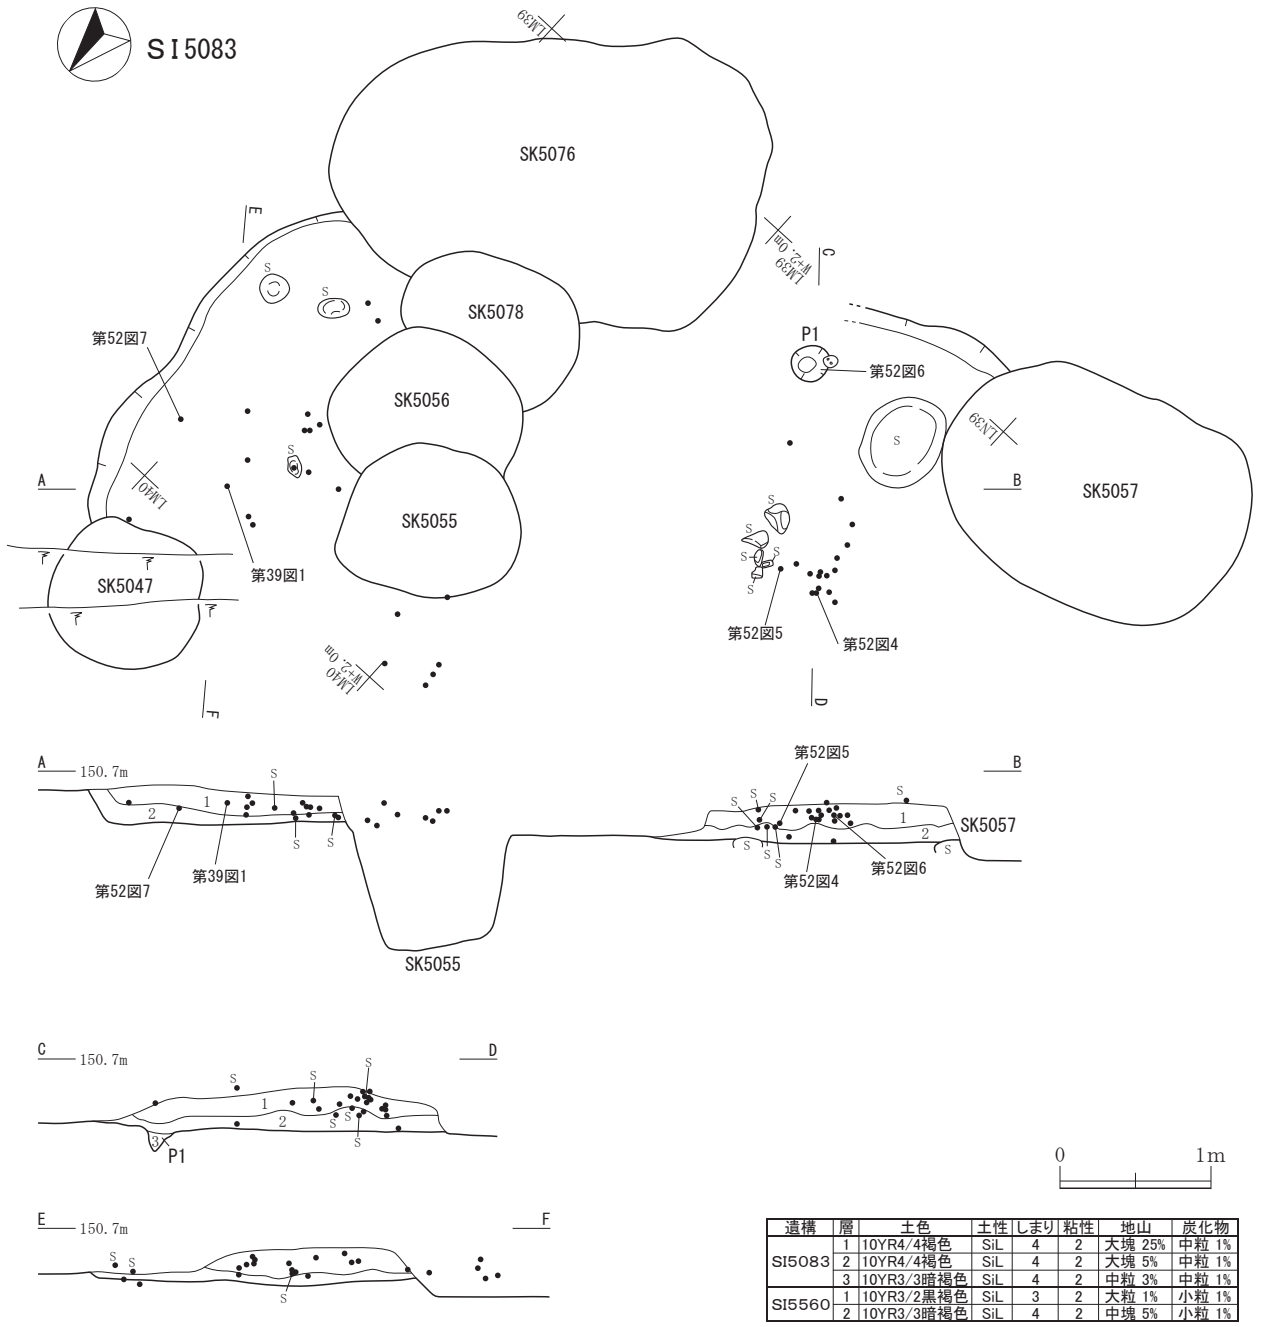 SI5083
LM39
SK5076
E
LM39
W+2.0m
C
S
S
SK5078
第52図7
P1
第52図6
SK5056
LN39
S
S
A
LM40
B
SK5057
SK5055
S
S
S
S
S
SK5047
第39図1
第52図5
第52図4
LM40
W+2.0m
F
D
A
150.7m
S
1
2
S
S
第52図7
第39図1
SK5055
第52図5
B
S
S
S
S
1
2
SK5057
S
S
S
S
第52図4
第52図6
C
150.7m
D
S
S
S
1
2
S
S
S
3
P1
0 1m
E
150.7m
F
S
S
S
遺構 層 土色 土性 しまり 粘性 地山 炭化物
SI5083 1 10YR4/4褐色 SiL 4 2 大塊 25% 中粒 1%
2 10YR4/4褐色 SiL 4 2 大塊 5% 中粒 1%
3 10YR3/3暗褐色 SiL 4 2 中粒 3% 中粒 1%
SI5560 1 10YR3/2黒褐色 SiL 3 2 大粒 1% 小粒 1%
2 10YR3/3暗褐色 SiL 4 2 中塊 5% 小粒 1%